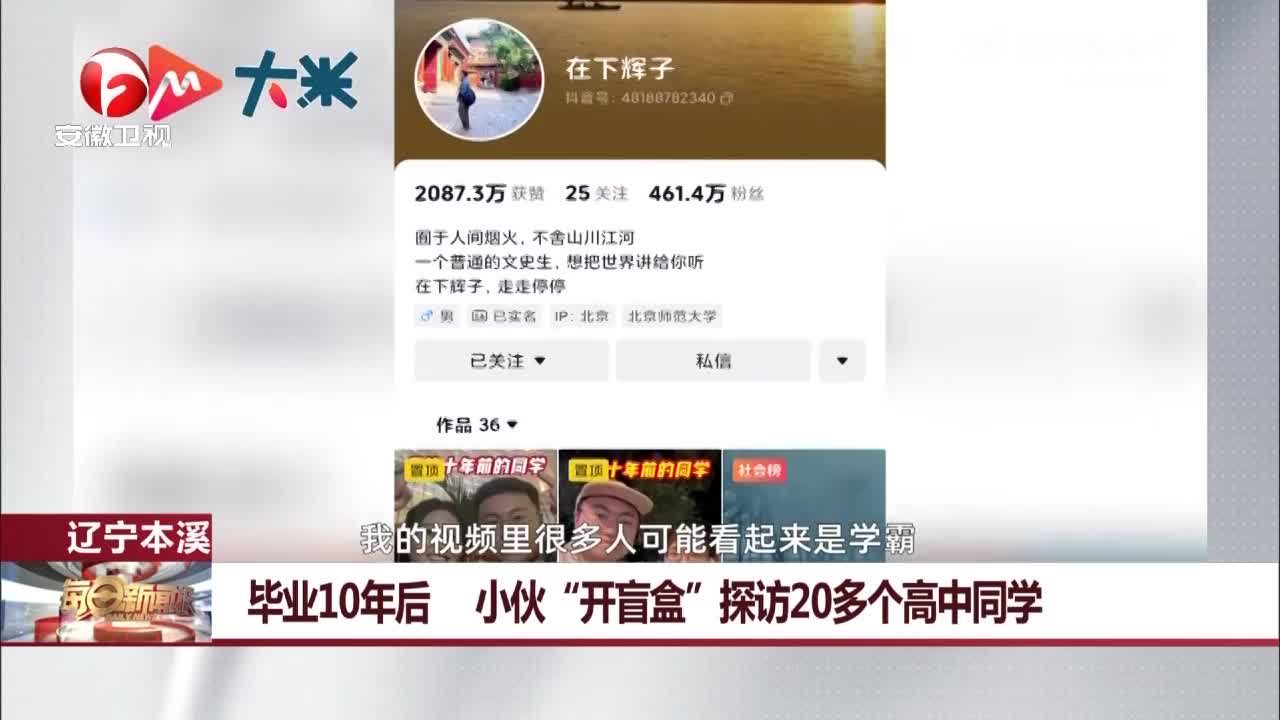 大米
安徽卫视
在下辉子
抖音号：48188782340
2087.3万 获赞 25 关注 461.4万 粉丝
囿于人间烟火，不舍山川江河
一个普通的文史生，想把世界讲给你听
在下辉子，走走停停
男 已实名 IP：北京 北京师范大学
已关注 私信
作品 36
置顶 十年前的同学
置顶 十年前的同学
社会榜
我的视频里很多人可能看起来是学霸
辽宁本溪
每日新闻报
毕业10年后 小伙“开盲盒”探访20多个高中同学